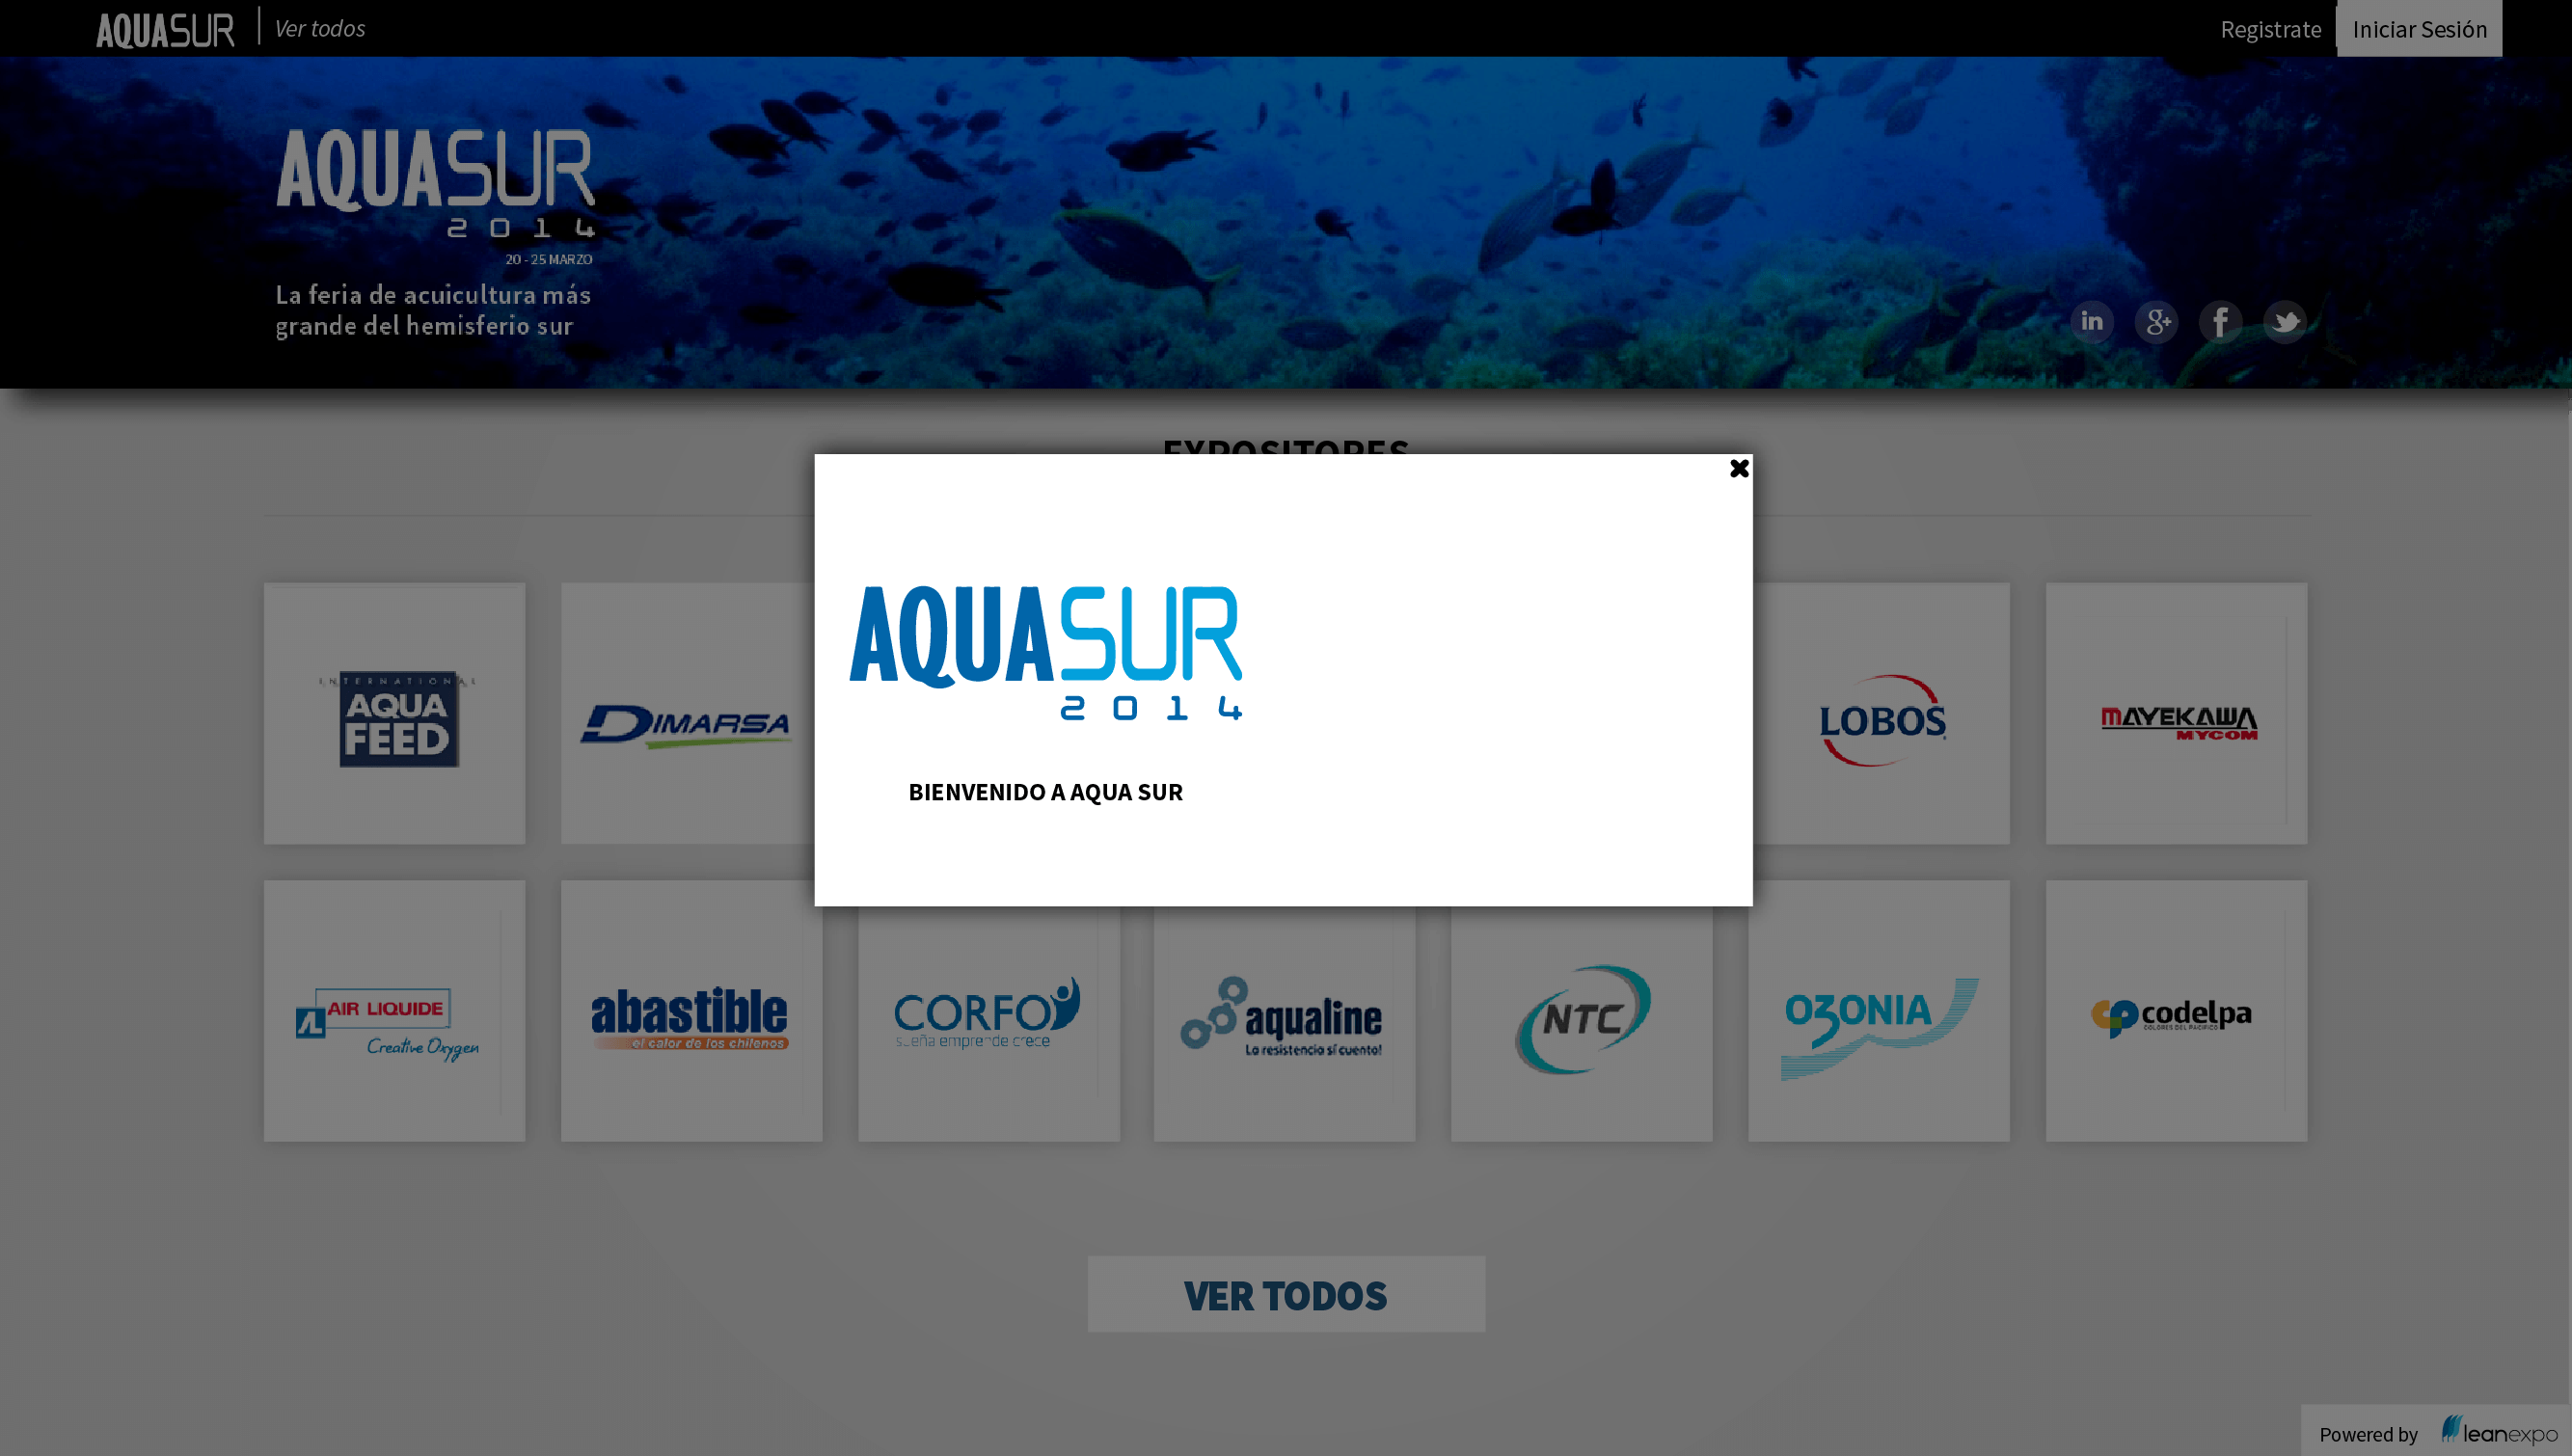 AQUASUR
Ver todos
Registrate
Iniciar Sesión
AQUASUR
2014
20 - 25 MARZO
La feria de acuicultura más
grande del hemisferio sur
in
g+
f
AQUASUR
2014
BIENVENIDO A AQUA SUR
INTERNATIONAL
AQUA
FEED
DIMARSA
LOBOS
MAYEKAWA
MYCOM
AIR LIQUIDE
Creative Oxygen
abastible
el calor de los chilenos
CORFO
sueña emprende crece
aqualine
La resistencia sí cuenta!
NTC
O3ONIA
codelpa
COLORES DEL PACIFICO
VER TODOS
Powered by leanexpo